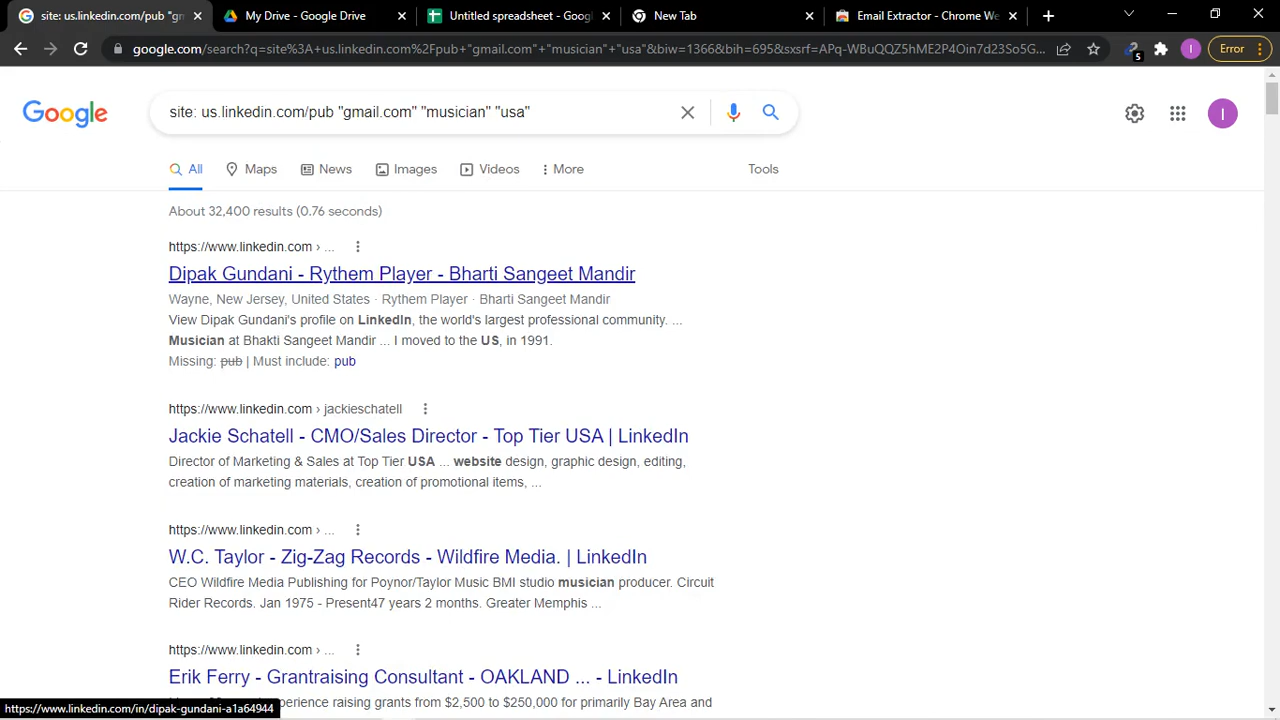 site: us.linkedin.com/pub "gm
My Drive - Google Drive
Untitled spreadsheet - Goog
New Tab
Email Extractor - Chrome We
google.com/search?q=site%3A+us.linkedin.com%2Fpub+"gmail.com"+"musician"+"usa"&biw=1366&bih=695&sxsrf=APq-WBuQQZ5hME2P4Oin7d23So5G...
5
I
Error
Google
site: us.linkedin.com/pub "gmail.com" "musician" "usa"
I
All
Maps
News
Images
Videos
More
Tools
About 32,400 results (0.76 seconds)
https://www.linkedin.com › ...
Dipak Gundani - Rythem Player - Bharti Sangeet Mandir
Wayne, New Jersey, United States · Rythem Player · Bharti Sangeet Mandir
View Dipak Gundani's profile on LinkedIn, the world's largest professional community. ...
Musician at Bhakti Sangeet Mandir ... I moved to the US, in 1991.
Missing: pub | Must include: pub
https://www.linkedin.com › jackieschatell
Jackie Schatell - CMO/Sales Director - Top Tier USA | LinkedIn
Director of Marketing & Sales at Top Tier USA ... website design, graphic design, editing,
creation of marketing materials, creation of promotional items, ...
https://www.linkedin.com › ...
W.C. Taylor - Zig-Zag Records - Wildfire Media. | LinkedIn
CEO Wildfire Media Publishing for Poynor/Taylor Music BMI studio musician producer. Circuit
Rider Records. Jan 1975 - Present47 years 2 months. Greater Memphis ...
https://www.linkedin.com › ...
Erik Ferry - Grantraising Consultant - OAKLAND ... - LinkedIn
raising grants from $2,500 to $250,000 for primarily Bay Area and
https://www.linkedin.com/in/dipak-gundani-a1a64944